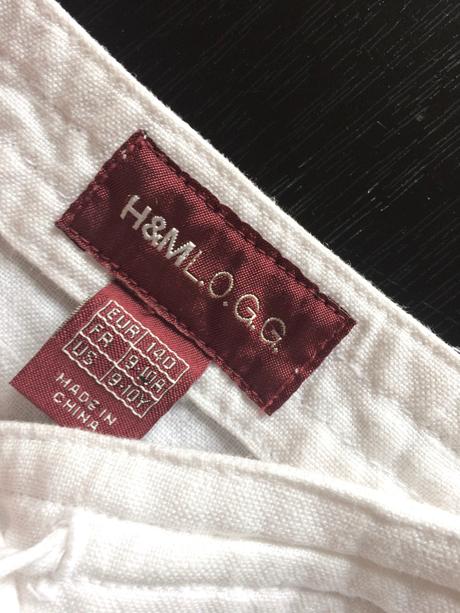 H&M L.O.G.G.
EUR 140
FR 9-10A
US 9-10Y
MADE IN
CHINA